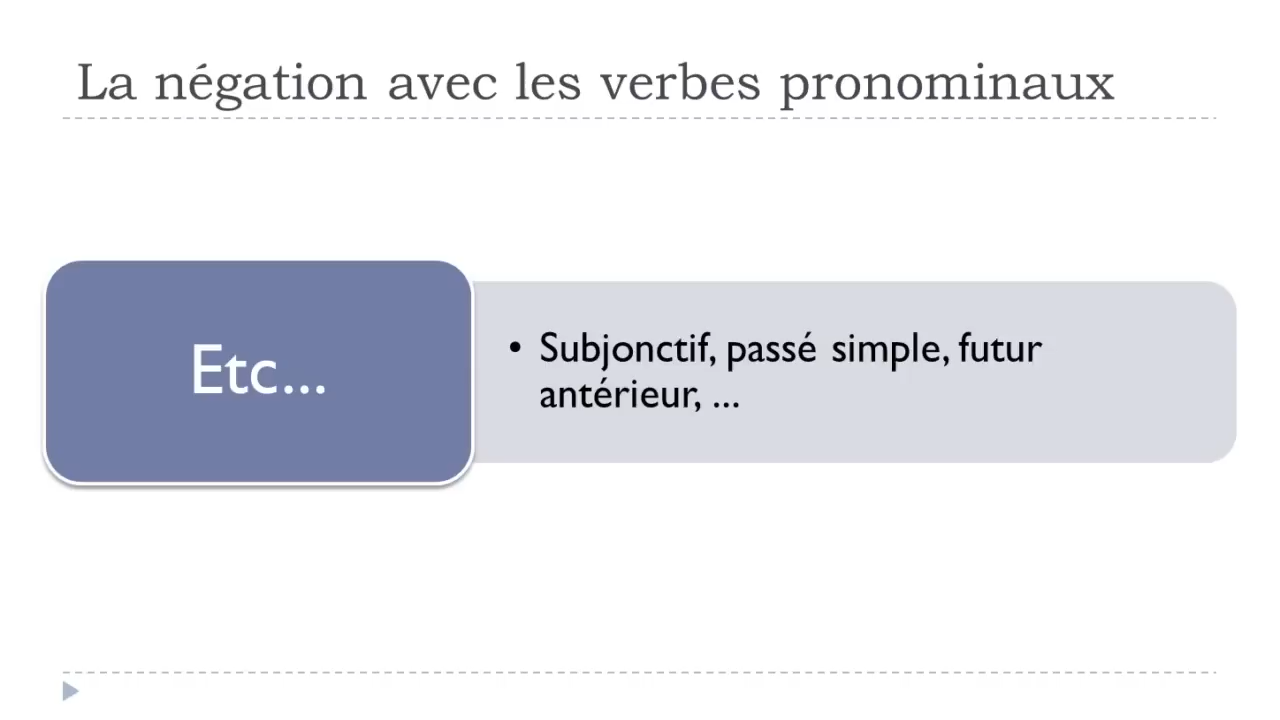 La négation avec les verbes pronominaux
Etc...
• Subjonctif, passé simple, futur
antérieur, ...